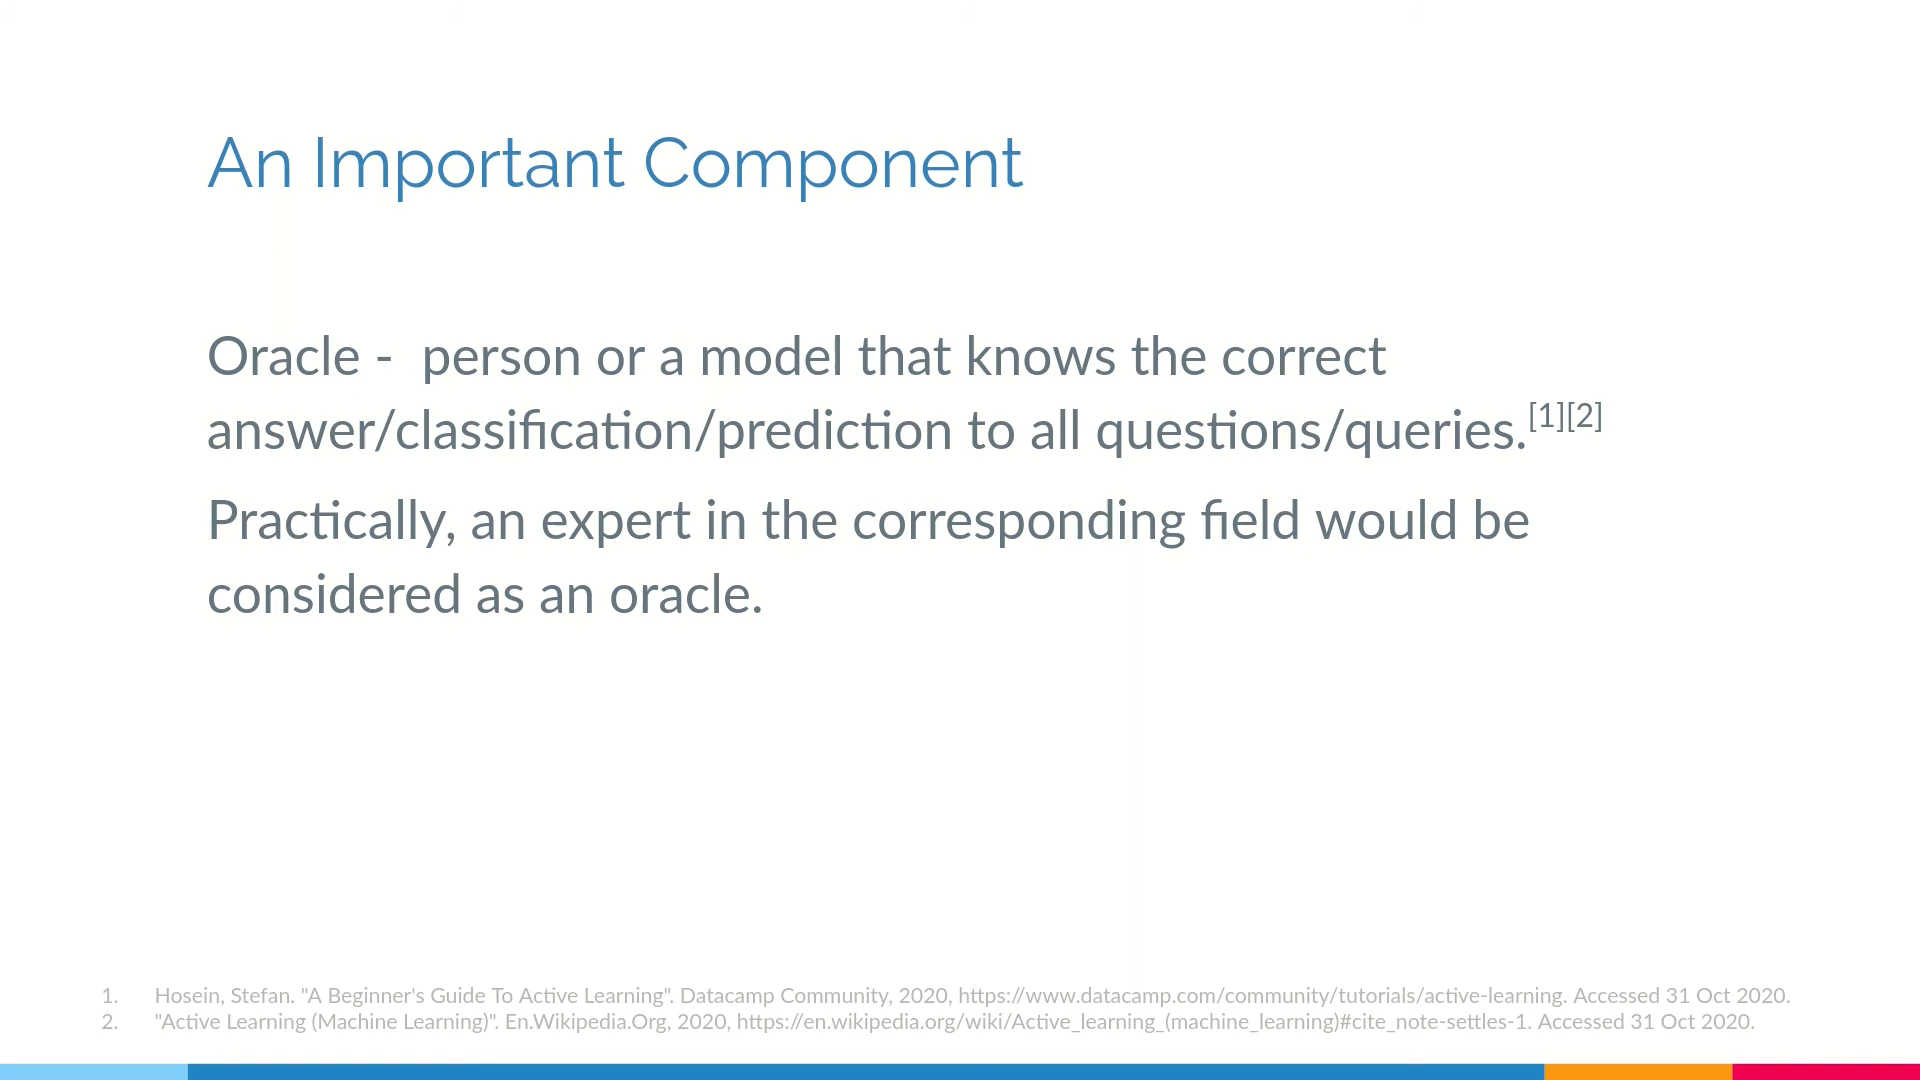 An Important Component
Oracle -  person or a model that knows the correct
answer/classification/prediction to all questions/queries.[1][2]
Practically, an expert in the corresponding field would be
considered as an oracle.
1. Hosein, Stefan. "A Beginner's Guide To Active Learning". Datacamp Community, 2020, https://www.datacamp.com/community/tutorials/active-learning. Accessed 31 Oct 2020.
2. "Active Learning (Machine Learning)". En.Wikipedia.Org, 2020, https://en.wikipedia.org/wiki/Active_learning_(machine_learning)#cite_note-settles-1. Accessed 31 Oct 2020.